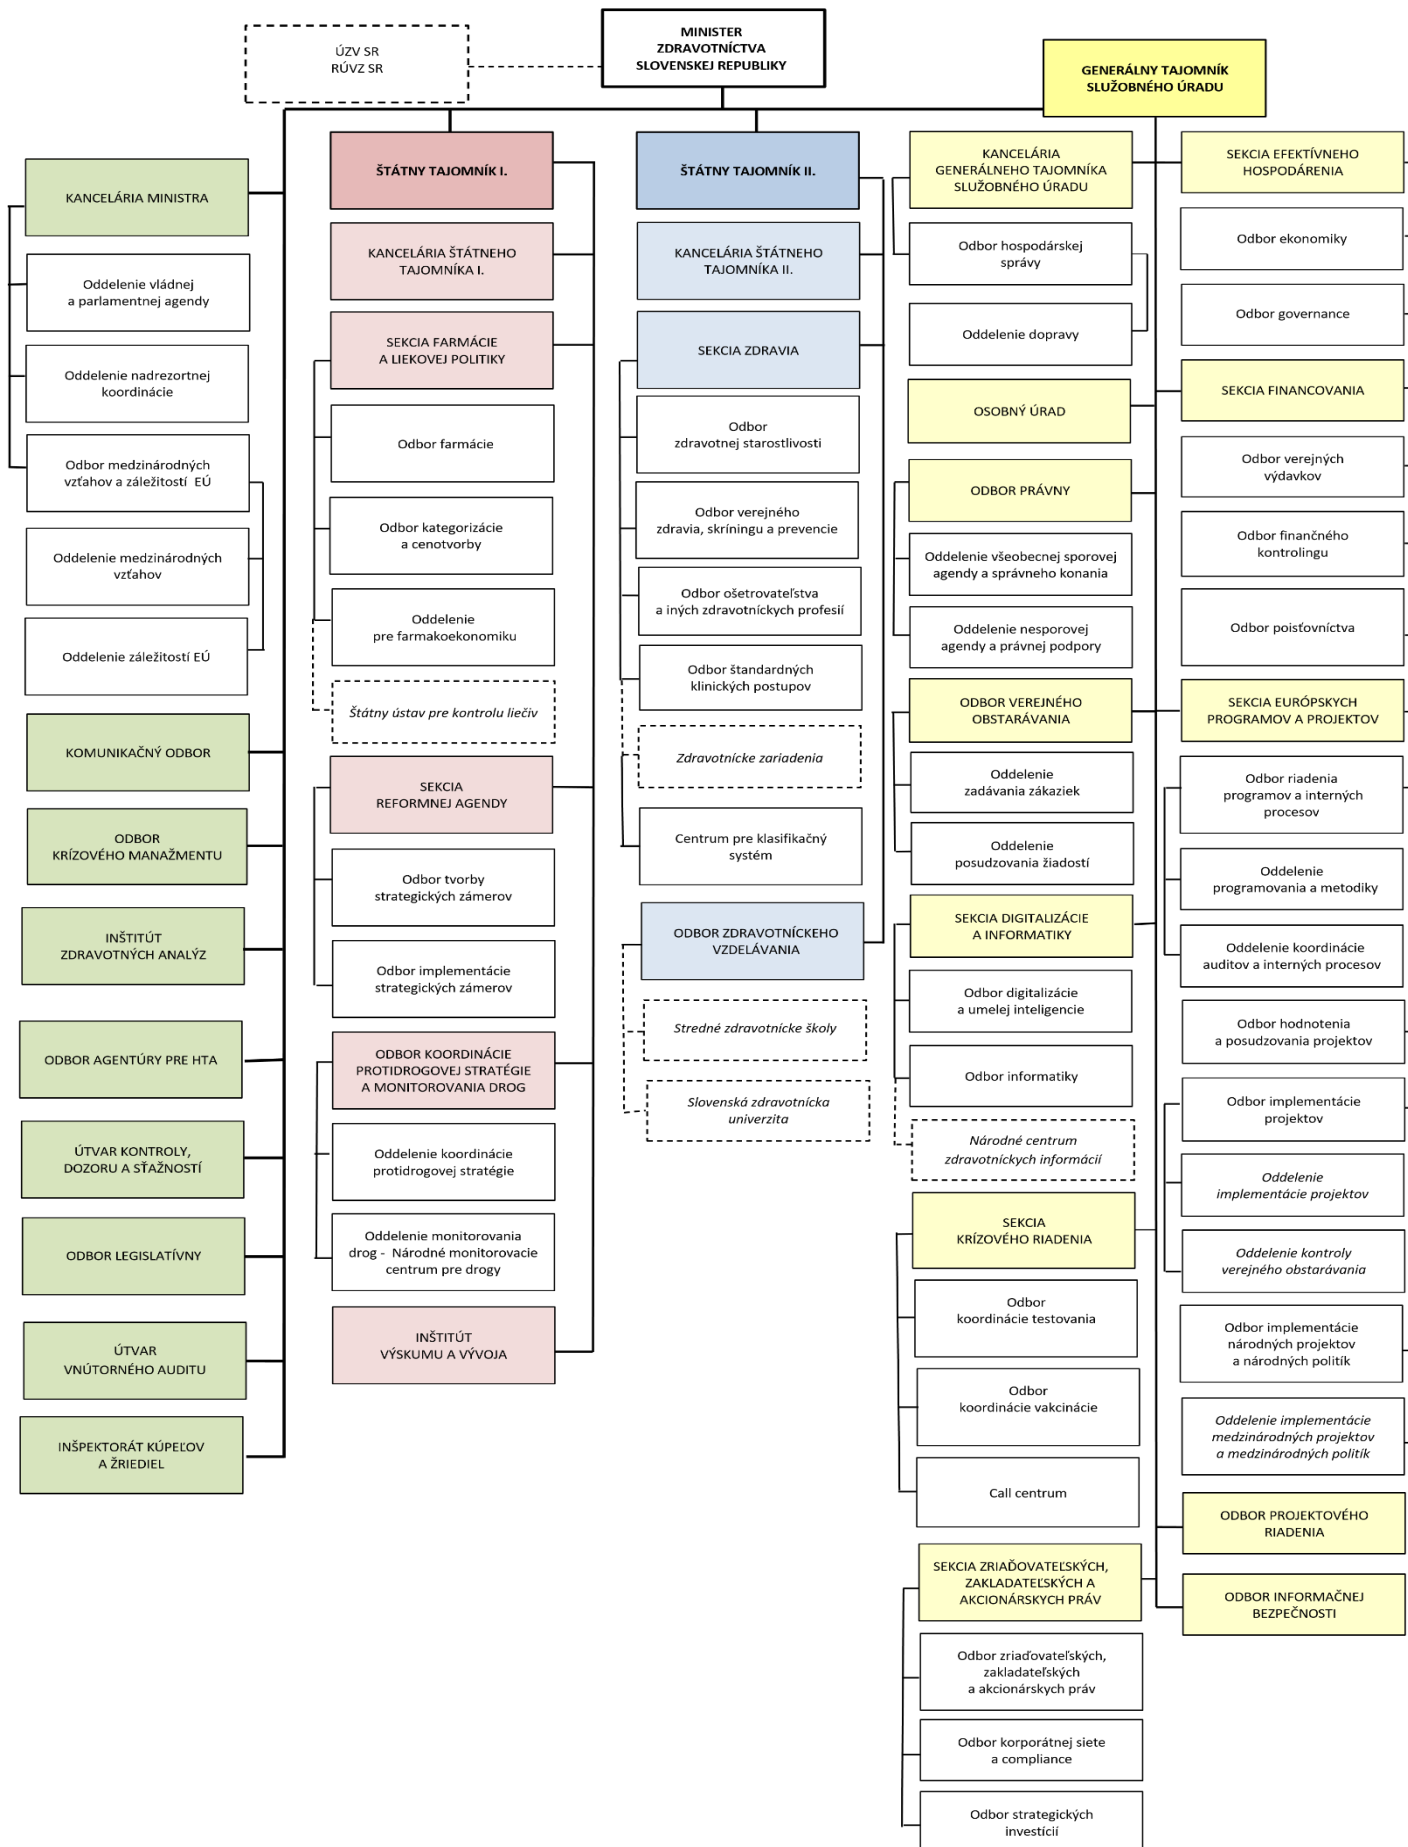 ÚZV SR
RÚVZ SR
MINISTER
ZDRAVOTNÍCTVA
SLOVENSKEJ REPUBLIKY
GENERÁLNY TAJOMNÍK
SLUŽOBNÉHO ÚRADU
KANCELÁRIA MINISTRA
Oddelenie vládnej
a parlamentnej agendy
Oddelenie nadrezortnej
koordinácie
Odbor medzinárodných
vzťahov a záležitostí EÚ
Oddelenie medzinárodných
vzťahov
Oddelenie záležitostí EÚ
KOMUNIKAČNÝ ODBOR
ODBOR
KRÍZOVÉHO MANAŽMENTU
INŠTITÚT
ZDRAVOTNÝCH ANALÝZ
ODBOR AGENTÚRY PRE HTA
ÚTVAR KONTROLY,
DOZORU A SŤAŽNOSTÍ
ODBOR LEGISLATÍVNY
ÚTVAR
VNÚTORNÉHO AUDITU
INŠPEKTORÁT KÚPEĽOV
A ŽRIEDIEL
ŠTÁTNY TAJOMNÍK I.
KANCELÁRIA ŠTÁTNEHO
TAJOMNÍKA I.
SEKCIA FARMÁCIE
A LIEKOVEJ POLITIKY
Odbor farmácie
Odbor kategorizácie
a cenotvorby
Oddelenie
pre farmakoekonomiku
Štátny ústav pre kontrolu liečiv
SEKCIA
REFORMNEJ AGENDY
Odbor tvorby
strategických zámerov
Odbor implementácie
strategických zámerov
ODBOR KOORDINÁCIE
PROTIDROGOVEJ STRATÉGIE
A MONITOROVANIA DROG
Oddelenie koordinácie
protidrogovej stratégie
Oddelenie monitorovania
drog - Národné monitorovacie
centrum pre drogy
INŠTITÚT
VÝSKUMU A VÝVOJA
ŠTÁTNY TAJOMNÍK II.
KANCELÁRIA ŠTÁTNEHO
TAJOMNÍKA II.
SEKCIA ZDRAVIA
Odbor
zdravotnej starostlivosti
Odbor verejného
zdravia, skríningu a prevencie
Odbor ošetrovateľstva
a iných zdravotníckych profesií
Odbor štandardných
klinických postupov
Zdravotnícke zariadenia
Centrum pre klasifikačný
systém
ODBOR ZDRAVOTNÍCKEHO
VZDELÁVANIA
Stredné zdravotnícke školy
Slovenská zdravotnícka
univerzita
KANCELÁRIA
GENERÁLNEHO TAJOMNÍKA
SLUŽOBNÉHO ÚRADU
Odbor hospodárskej
správy
Oddelenie dopravy
OSOBNÝ ÚRAD
ODBOR PRÁVNY
Oddelenie všeobecnej sporovej
agendy a správneho konania
Oddelenie nesporovej
agendy a právnej podpory
ODBOR VEREJNÉHO
OBSTARÁVANIA
Oddelenie
zadávania zákaziek
Oddelenie
posudzovania žiadostí
SEKCIA DIGITALIZÁCIE
A INFORMATIKY
Odbor digitalizácie
a umelej inteligencie
Odbor informatiky
Národné centrum
zdravotníckych informácií
SEKCIA
KRÍZOVÉHO RIADENIA
Odbor
koordinácie testovania
Odbor
koordinácie vakcinácie
Call centrum
SEKCIA ZRIAĎOVATEĽSKÝCH,
ZAKLADATEĽSKÝCH A
AKCIONÁRSKYCH PRÁV
Odbor zriaďovateľských,
zakladateľských
a akcionárskych práv
Odbor korporátnej siete
a compliance
Odbor strategických
investícií
SEKCIA EFEKTÍVNEHO
HOSPODÁRENIA
Odbor ekonomiky
Odbor governance
SEKCIA FINANCOVANIA
Odbor verejných
výdavkov
Odbor finančného
kontrolingu
Odbor poisťovníctva
SEKCIA EURÓPSKYCH
PROGRAMOV A PROJEKTOV
Odbor riadenia
programov a interných
procesov
Oddelenie
programovania a metodiky
Oddelenie koordinácie
auditov a interných procesov
Odbor hodnotenia
a posudzovania projektov
Odbor implementácie
projektov
Oddelenie
implementácie projektov
Oddelenie kontroly
verejného obstarávania
Odbor implementácie
národných projektov
a národných politík
Oddelenie implementácie
medzinárodných projektov
a medzinárodných politík
ODBOR PROJEKTOVÉHO
RIADENIA
ODBOR INFORMAČNEJ
BEZPEČNOSTI